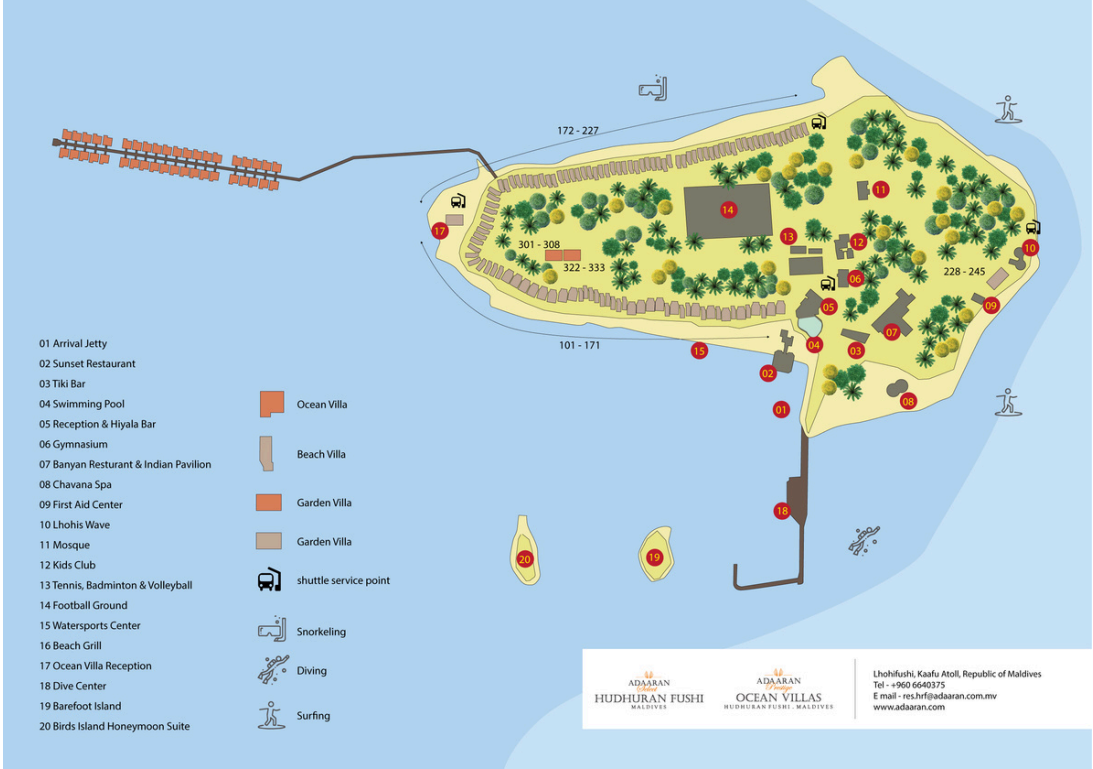 172 - 227
11
14
17
13
12
10
301 - 308
322 - 333
06
228 - 245
05
09
07
101 - 171
15
04
03
02
01
08
18
20
19
01 Arrival Jetty
02 Sunset Restaurant
03 Tiki Bar
04 Swimming Pool
05 Reception & Hiyala Bar
06 Gymnasium
07 Banyan Resturant & Indian Pavilion
08 Chavana Spa
09 First Aid Center
10 Lhohis Wave
11 Mosque
12 Kids Club
13 Tennis, Badminton & Volleyball
14 Football Ground
15 Watersports Center
16 Beach Grill
17 Ocean Villa Reception
18 Dive Center
19 Barefoot Island
20 Birds Island Honeymoon Suite
Ocean Villa
Beach Villa
Garden Villa
Garden Villa
shuttle service point
Snorkeling
Diving
Surfing
ADAARAN
Select
HUDHURAN FUSHI
MALDIVES
ADAARAN
Prestige
OCEAN VILLAS
HUDHURAN FUSHI . MALDIVES
Lhohifushi, Kaafu Atoll, Republic of Maldives
Tel - +960 6640375
E mail - res.hrf@adaaran.com.mv
www.adaaran.com